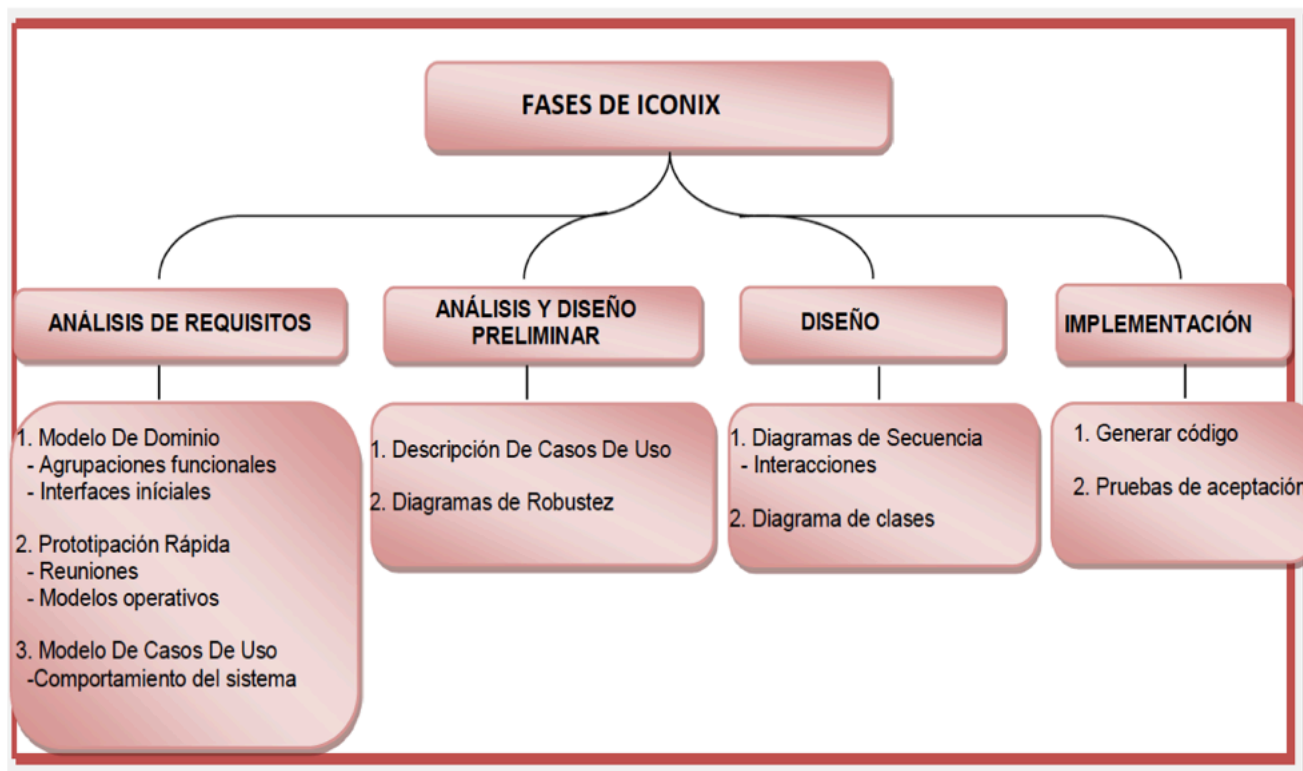 FASES DE ICONIX
ANÁLISIS DE REQUISITOS
1. Modelo De Dominio
- Agrupaciones funcionales
- Interfaces iníciales
2. Prototipación Rápida
- Reuniones
- Modelos operativos
3. Modelo De Casos De Uso
-Comportamiento del sistema
ANÁLISIS Y DISEÑO
PRELIMINAR
1. Descripción De Casos De Uso
2. Diagramas de Robustez
DISEÑO
1. Diagramas de Secuencia
- Interacciones
2. Diagrama de clases
IMPLEMENTACIÓN
1. Generar código
2. Pruebas de aceptación